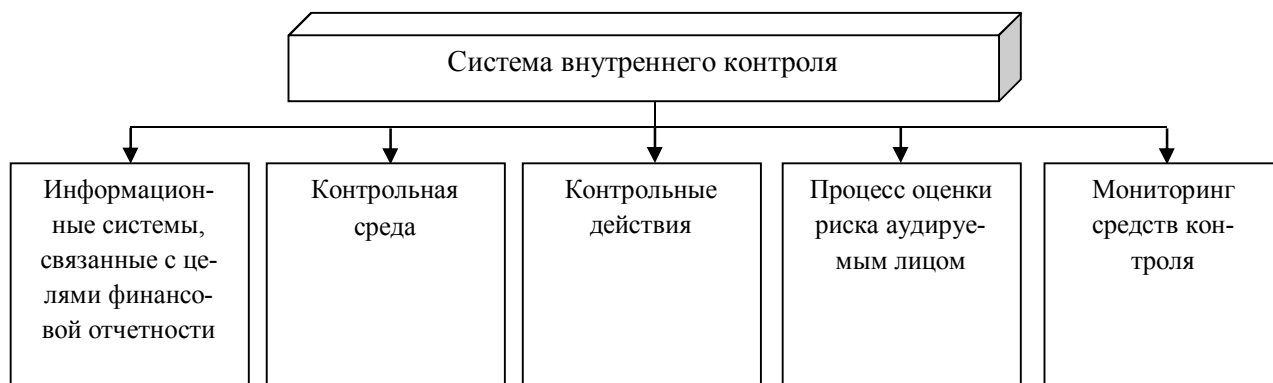 Система внутреннего контроля
Информацион-
ные системы,
связанные с це-
лями финансо-
вой отчетности
Контрольная
среда
Контрольные
действия
Процесс оценки
риска аудируе-
мым лицом
Мониторинг
средств кон-
троля